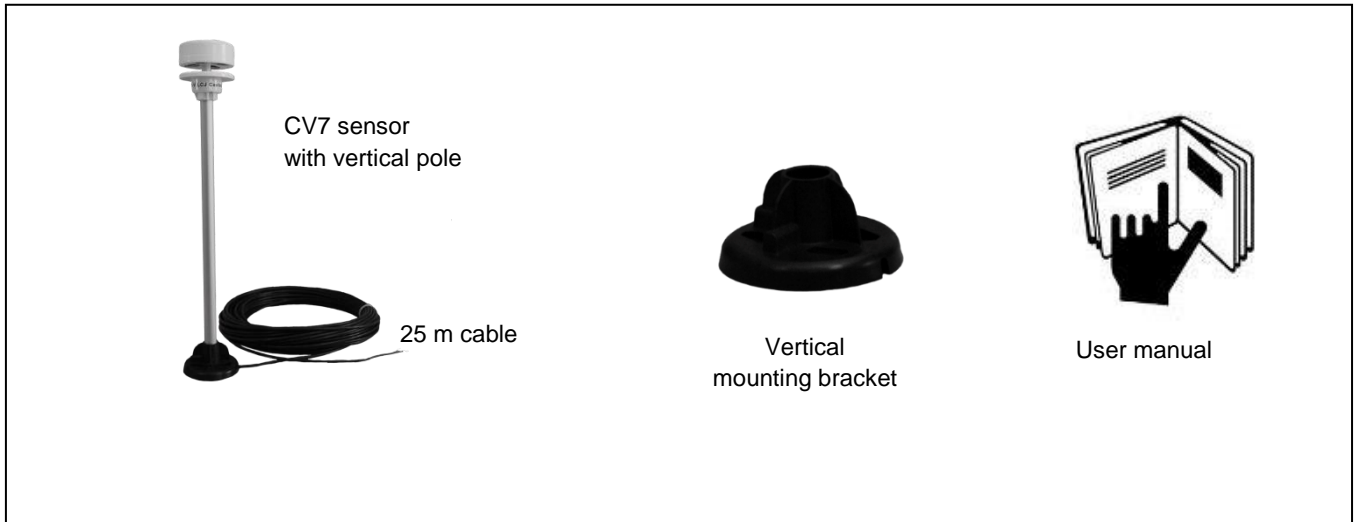 CV7 sensor
with vertical pole
25 m cable
Vertical
mounting bracket
User manual